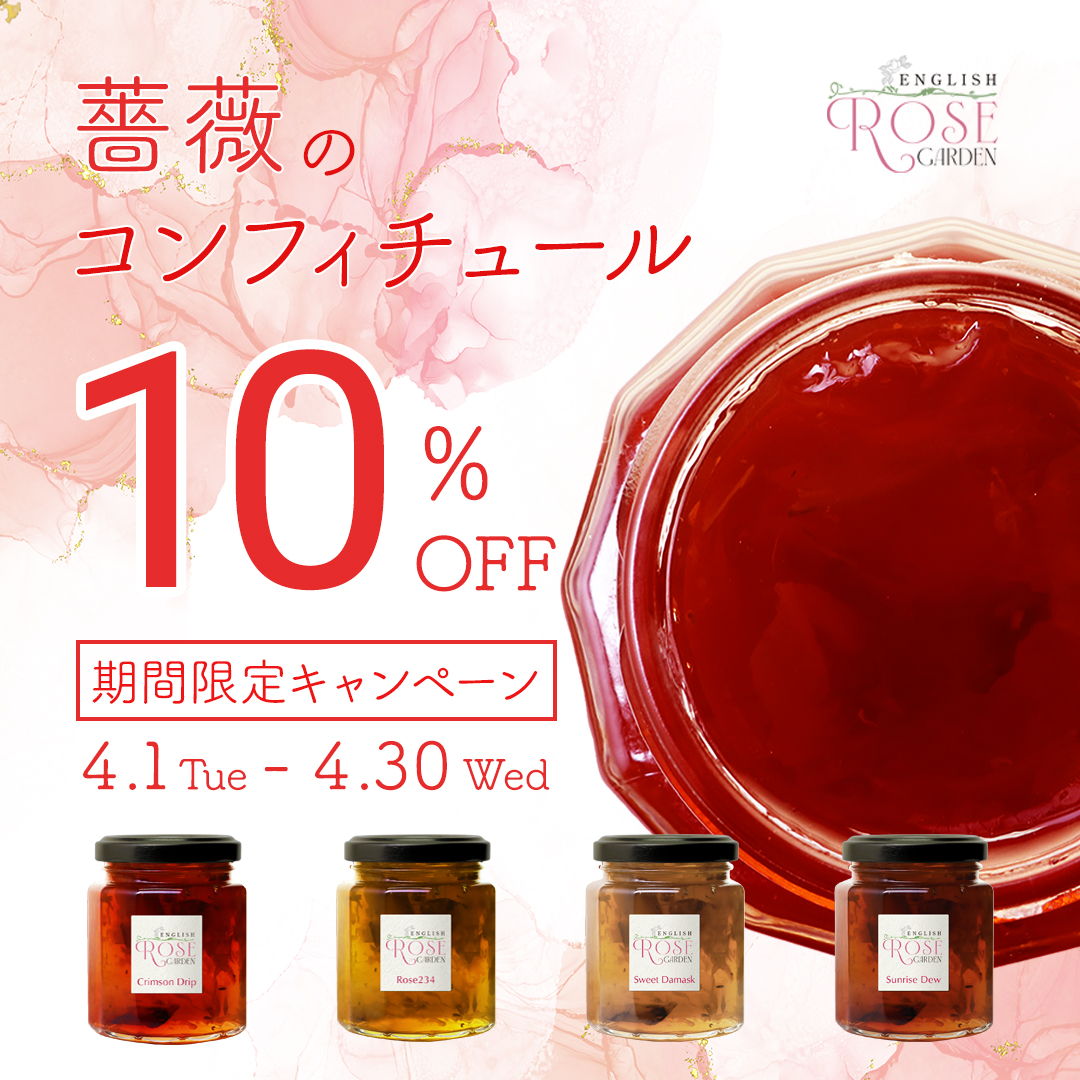 薔薇の
コンフィチュール
ENGLISH
ROSE
GARDEN
10%
OFF
期間限定キャンペーン
4.1 Tue - 4.30 Wed
ENGLISH
ROSE
GARDEN
Crimson Drip
ENGLISH
ROSE
GARDEN
Rose234
ENGLISH
ROSE
GARDEN
Sweet Damask
ENGLISH
ROSE
GARDEN
Sunrise Dew